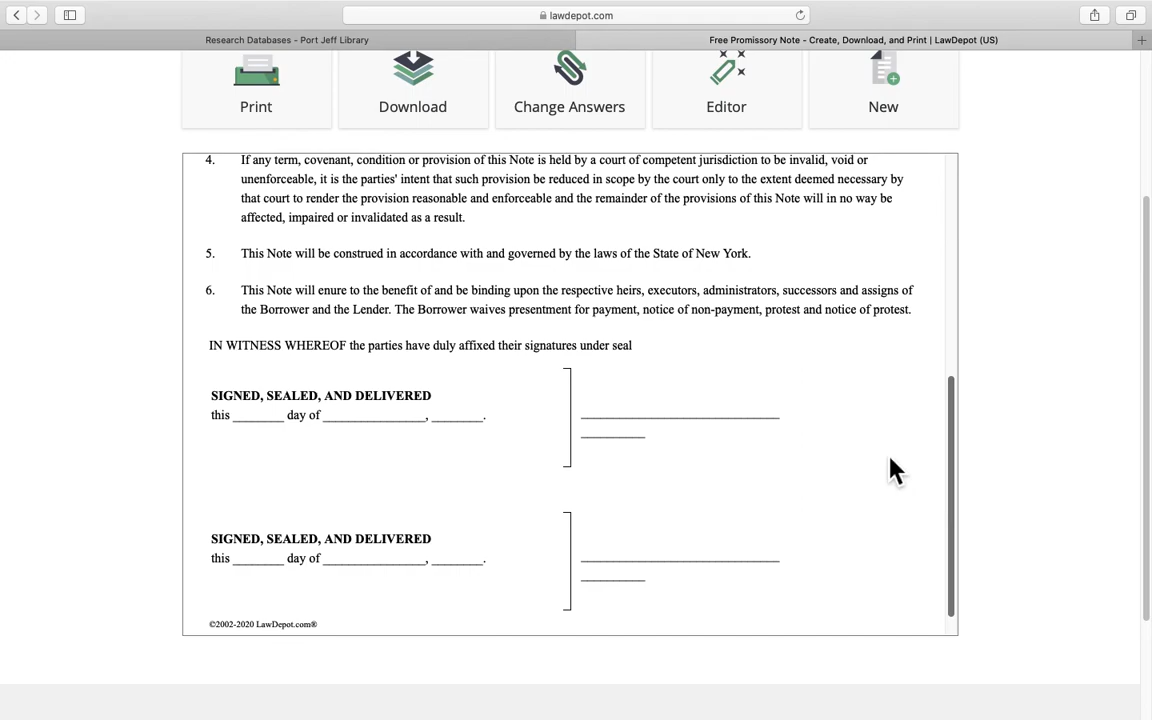 lawdepot.com
Research Databases - Port Jeff Library
Free Promissory Note - Create, Download, and Print | LawDepot (US)
Print
Download
Change Answers
Editor
New
4. If any term, covenant, condition or provision of this Note is held by a court of competent jurisdiction to be invalid, void or
unenforceable, it is the parties' intent that such provision be reduced in scope by the court only to the extent deemed necessary by
that court to render the provision reasonable and enforceable and the remainder of the provisions of this Note will in no way be
affected, impaired or invalidated as a result.
5. This Note will be construed in accordance with and governed by the laws of the State of New York.
6. This Note will enure to the benefit of and be binding upon the respective heirs, executors, administrators, successors and assigns of
the Borrower and the Lender. The Borrower waives presentment for payment, notice of non-payment, protest and notice of protest.
IN WITNESS WHEREOF the parties have duly affixed their signatures under seal
SIGNED, SEALED, AND DELIVERED
this ________ day of ________________, ________.
SIGNED, SEALED, AND DELIVERED
this ________ day of ________________, ________.
©2002-2020 LawDepot.com®